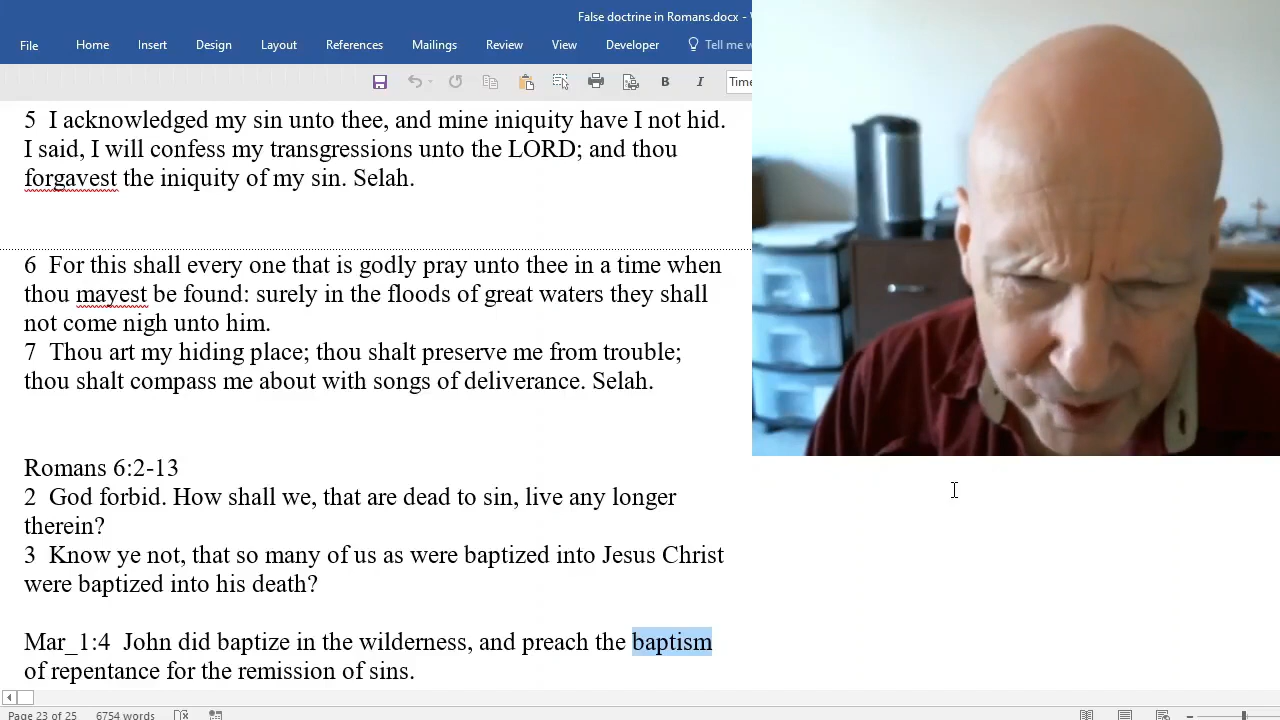 False doctrine in Romans.docx -
File Home Insert Design Layout References Mailings Review View Developer Tell me w
B I Time
5 I acknowledged my sin unto thee, and mine iniquity have I not hid.
I said, I will confess my transgressions unto the LORD; and thou
forgavest the iniquity of my sin. Selah.
6 For this shall every one that is godly pray unto thee in a time when
thou mayest be found: surely in the floods of great waters they shall
not come nigh unto him.
7 Thou art my hiding place; thou shalt preserve me from trouble;
thou shalt compass me about with songs of deliverance. Selah.
Romans 6:2-13
2 God forbid. How shall we, that are dead to sin, live any longer
therein?
3 Know ye not, that so many of us as were baptized into Jesus Christ
were baptized into his death?
Mar_1:4 John did baptize in the wilderness, and preach the baptism
of repentance for the remission of sins.
Page 23 of 25 6754 words